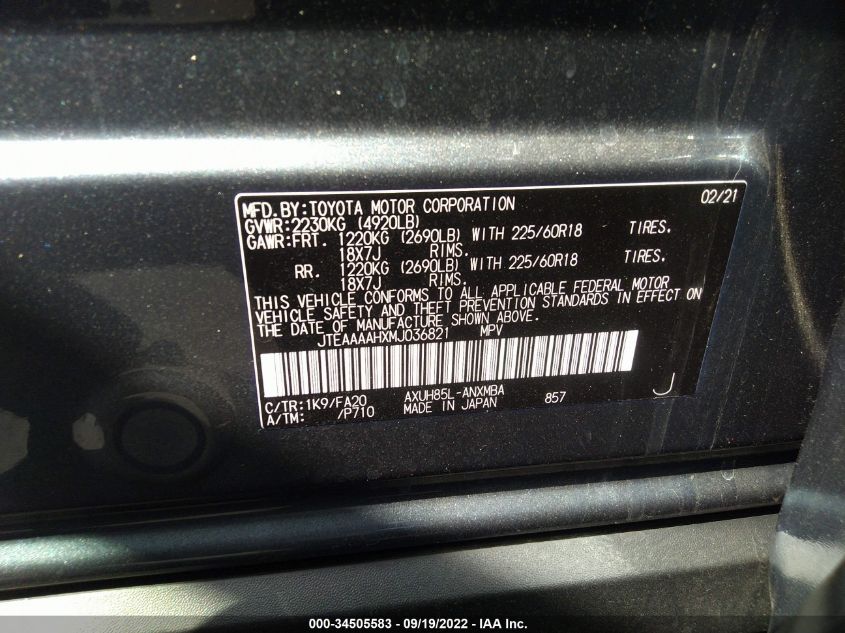 MFD.BY:TOYOTA MOTOR CORPORATION 02/21
GVWR:2230KG (4920LB)
GAWR:FRT. 1220KG (2690LB) WITH 225/60R18 TIRES.
18X7J RIMS.
RR. 1220KG (2690LB) WITH 225/60R18 TIRES.
18X7J RIMS.
THIS VEHICLE CONFORMS TO ALL APPLICABLE FEDERAL MOTOR
VEHICLE SAFETY AND THEFT PREVENTION STANDARDS IN EFFECT ON
THE DATE OF MANUFACTURE SHOWN ABOVE.
JTEAAAAHXMJ036821 MPV
C/TR:1K9/FA20 AXUH85L-ANXMBA 857 J
A/TM: /P710 MADE IN JAPAN
000-34505583 - 09/19/2022 - IAA Inc.